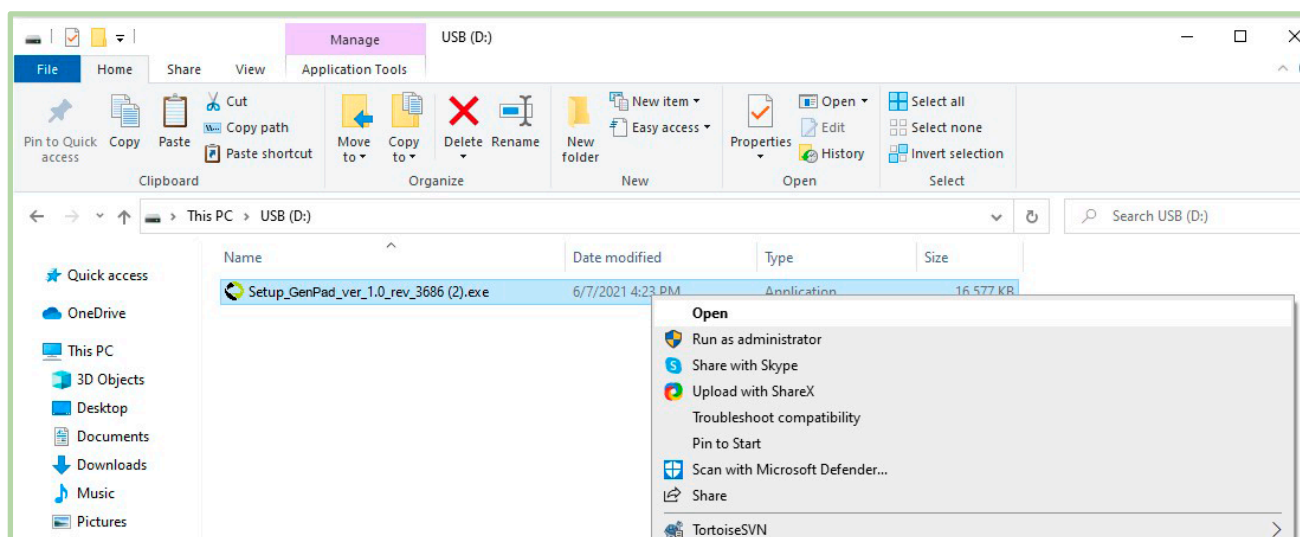 Manage USB (D:)
File Home Share View Application Tools
Pin to Quick access
Copy
Paste
Cut
Copy path
Paste shortcut
Clipboard
Move to
Copy to
Delete
Rename
Organize
New folder
New item
Easy access
New
Properties
Open
Edit
History
Open
Select all
Select none
Invert selection
Select
This PC > USB (D:)
Search USB (D:)
Name Date modified Type Size
Setup_GenPad_ver_1.0_rev_3686 (2).exe 6/7/2021 4:23 PM Application 16 577 KB
Quick access
OneDrive
This PC
3D Objects
Desktop
Documents
Downloads
Music
Pictures
Open
Run as administrator
Share with Skype
Upload with ShareX
Troubleshoot compatibility
Pin to Start
Scan with Microsoft Defender...
Share
TortoiseSVN